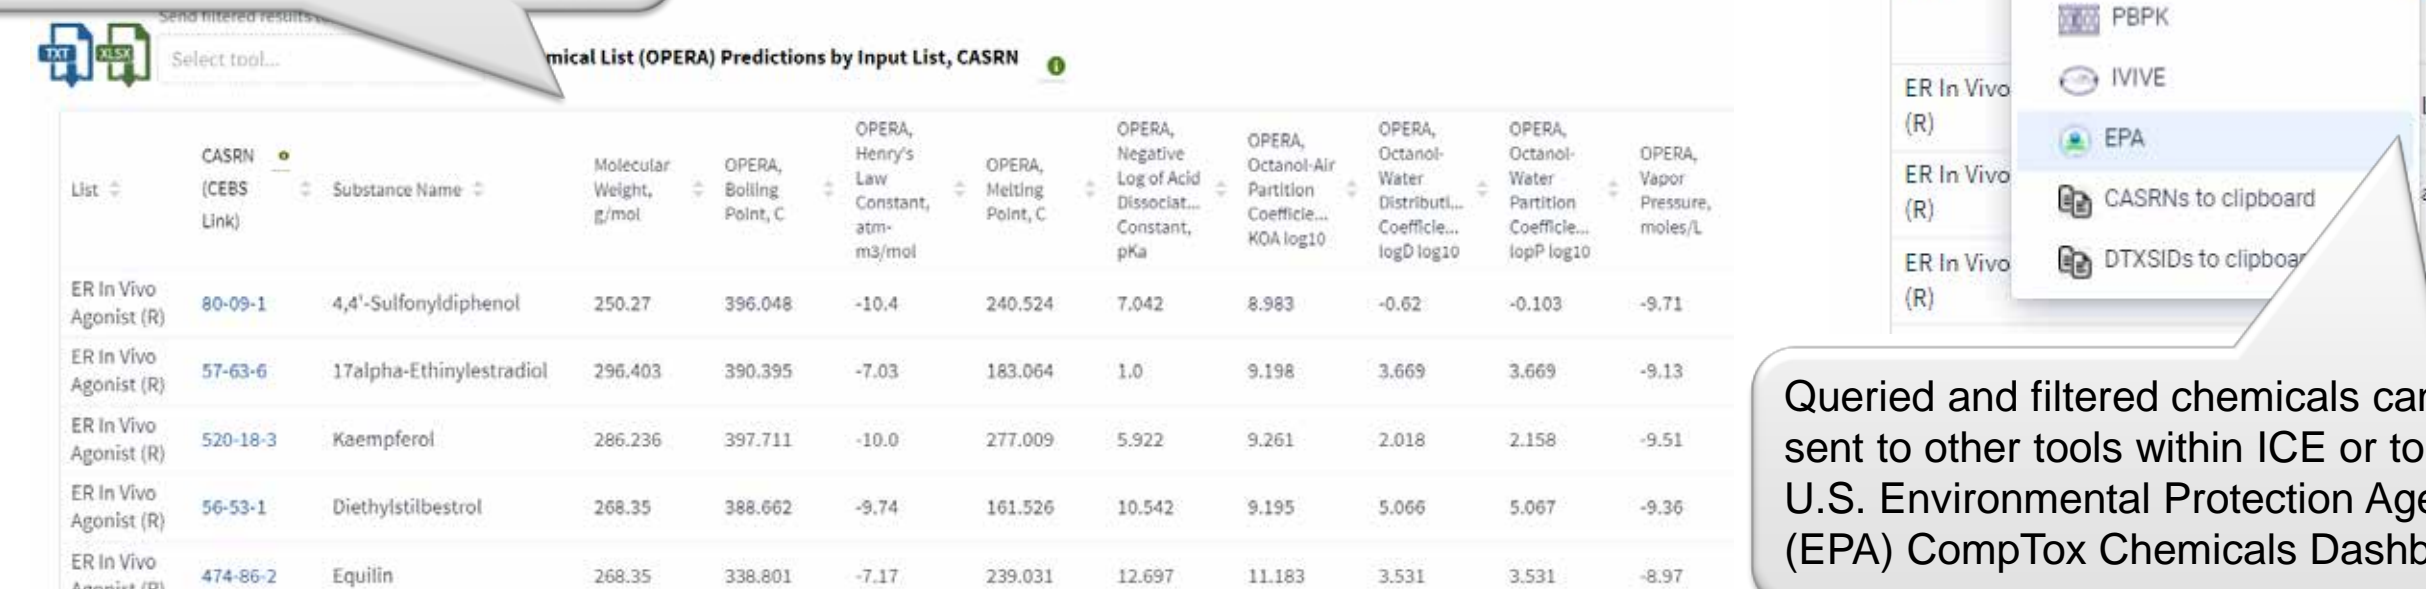 Send filtered results
TXT XLSX
Select tool...
mical List (OPERA) Predictions by Input List, CASRN
List
CASRN
(CEBS
Link)
Substance Name
Molecular
Weight,
g/mol
OPERA,
Boiling
Point, C
OPERA,
Henry's
Law
Constant,
atm-
m3/mol
OPERA,
Melting
Point, C
OPERA,
Negative
Log of Acid
Dissociat...
Constant,
pKa
OPERA,
Octanol-Air
Partition
Coefficie...
KOA log10
OPERA,
Octanol-
Water
Distributi...
Coefficie...
logD log10
OPERA,
Octanol-
Water
Partition
Coefficie...
lopP log10
OPERA,
Vapor
Pressure,
moles/L
ER In Vivo
Agonist (R)
80-09-1 4,4'-Sulfonyldiphenol 250.27 396.048 -10.4 240.524 7.042 8.983 -0.62 -0.103 -9.71
ER In Vivo
Agonist (R)
57-63-6 17alpha-Ethinylestradiol 296.403 390.395 -7.03 183.064 1.0 9.198 3.669 3.669 -9.13
ER In Vivo
Agonist (R)
520-18-3 Kaempferol 286.236 397.711 -10.0 277.009 5.922 9.261 2.018 2.158 -9.51
ER In Vivo
Agonist (R)
56-53-1 Diethylstilbestrol 268.35 388.662 -9.74 161.526 10.542 9.195 5.066 5.067 -9.36
ER In Vivo
Agonist (R)
474-86-2 Equilin 268.35 338.801 -7.17 239.031 12.697 11.183 3.531 3.531 -8.97
PBPK
IVIVE
EPA
CASRNs to clipboard
DTXSIDs to clipboar
ER In Vivo
(R)
ER In Vivo
(R)
ER In Vivo
(R)
Queried and filtered chemicals can
sent to other tools within ICE or to
U.S. Environmental Protection Age
(EPA) CompTox Chemicals Dashb